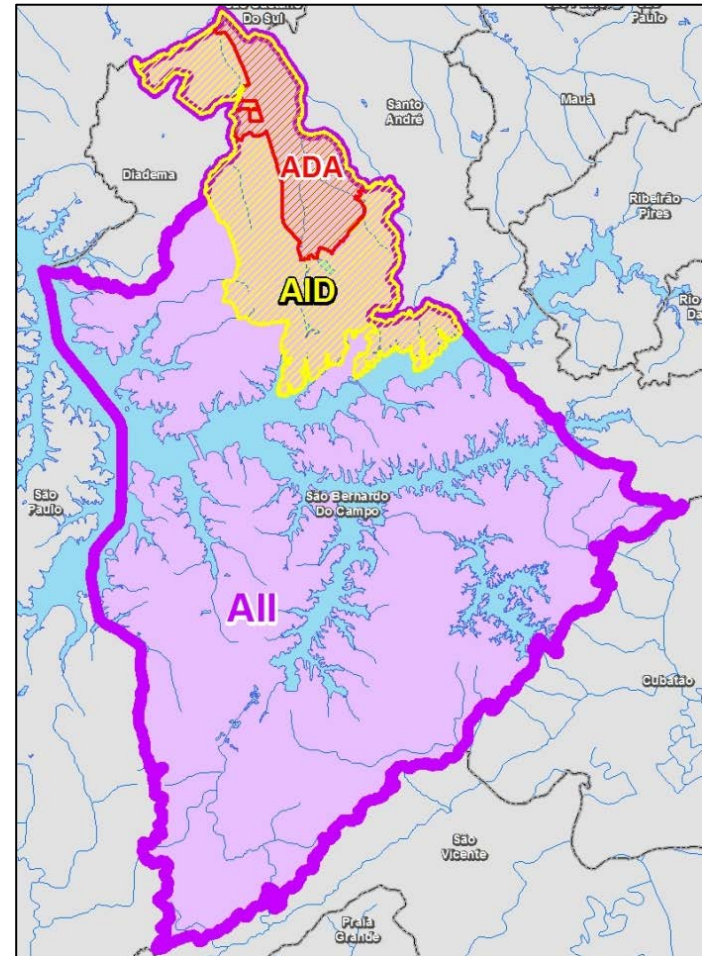 Do Sul
Paulo
Santo
André
Mauá
Diadema
ADA
Ribeirão
Pires
AID
Rio
Da
São
Paulo
São Bernardo
Do Campo
AII
Cubatão
São
Vicente
Praia
Grande